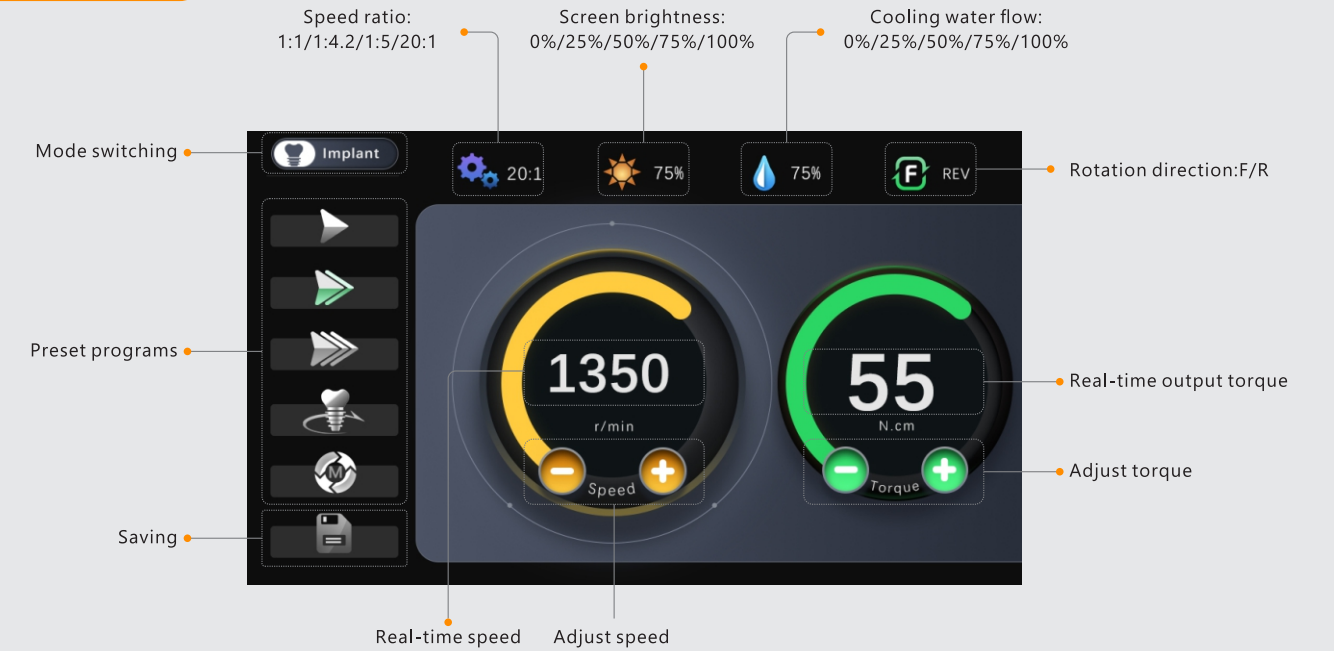 Speed ratio:
1:1/1:4.2/1:5/20:1
Screen brightness:
0%/25%/50%/75%/100%
Cooling water flow:
0%/25%/50%/75%/100%
Mode switching
Implant
20:1
75%
75%
F
REV
Rotation direction:F/R
Preset programs
M
Saving
1350
r/min
Speed
55
N.cm
Torque
Real-time output torque
Adjust torque
Real-time speed
Adjust speed